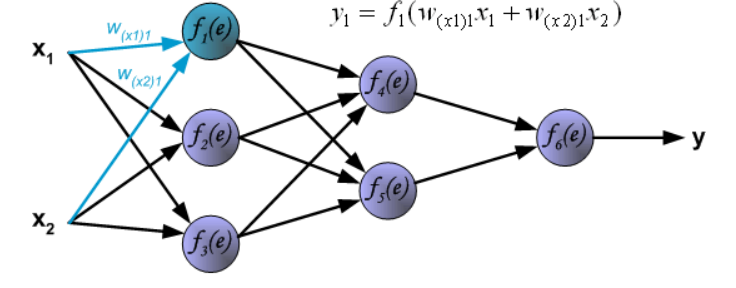 y₁ = f₁(w₍ₓ₁₎₁x₁ + w₍ₓ₂₎₁x₂)
w(x1)1
f₁(e)
x₁
w(x2)1
f₄(e)
f₂(e)
f₆(e)
y
f₅(e)
x₂
f₃(e)